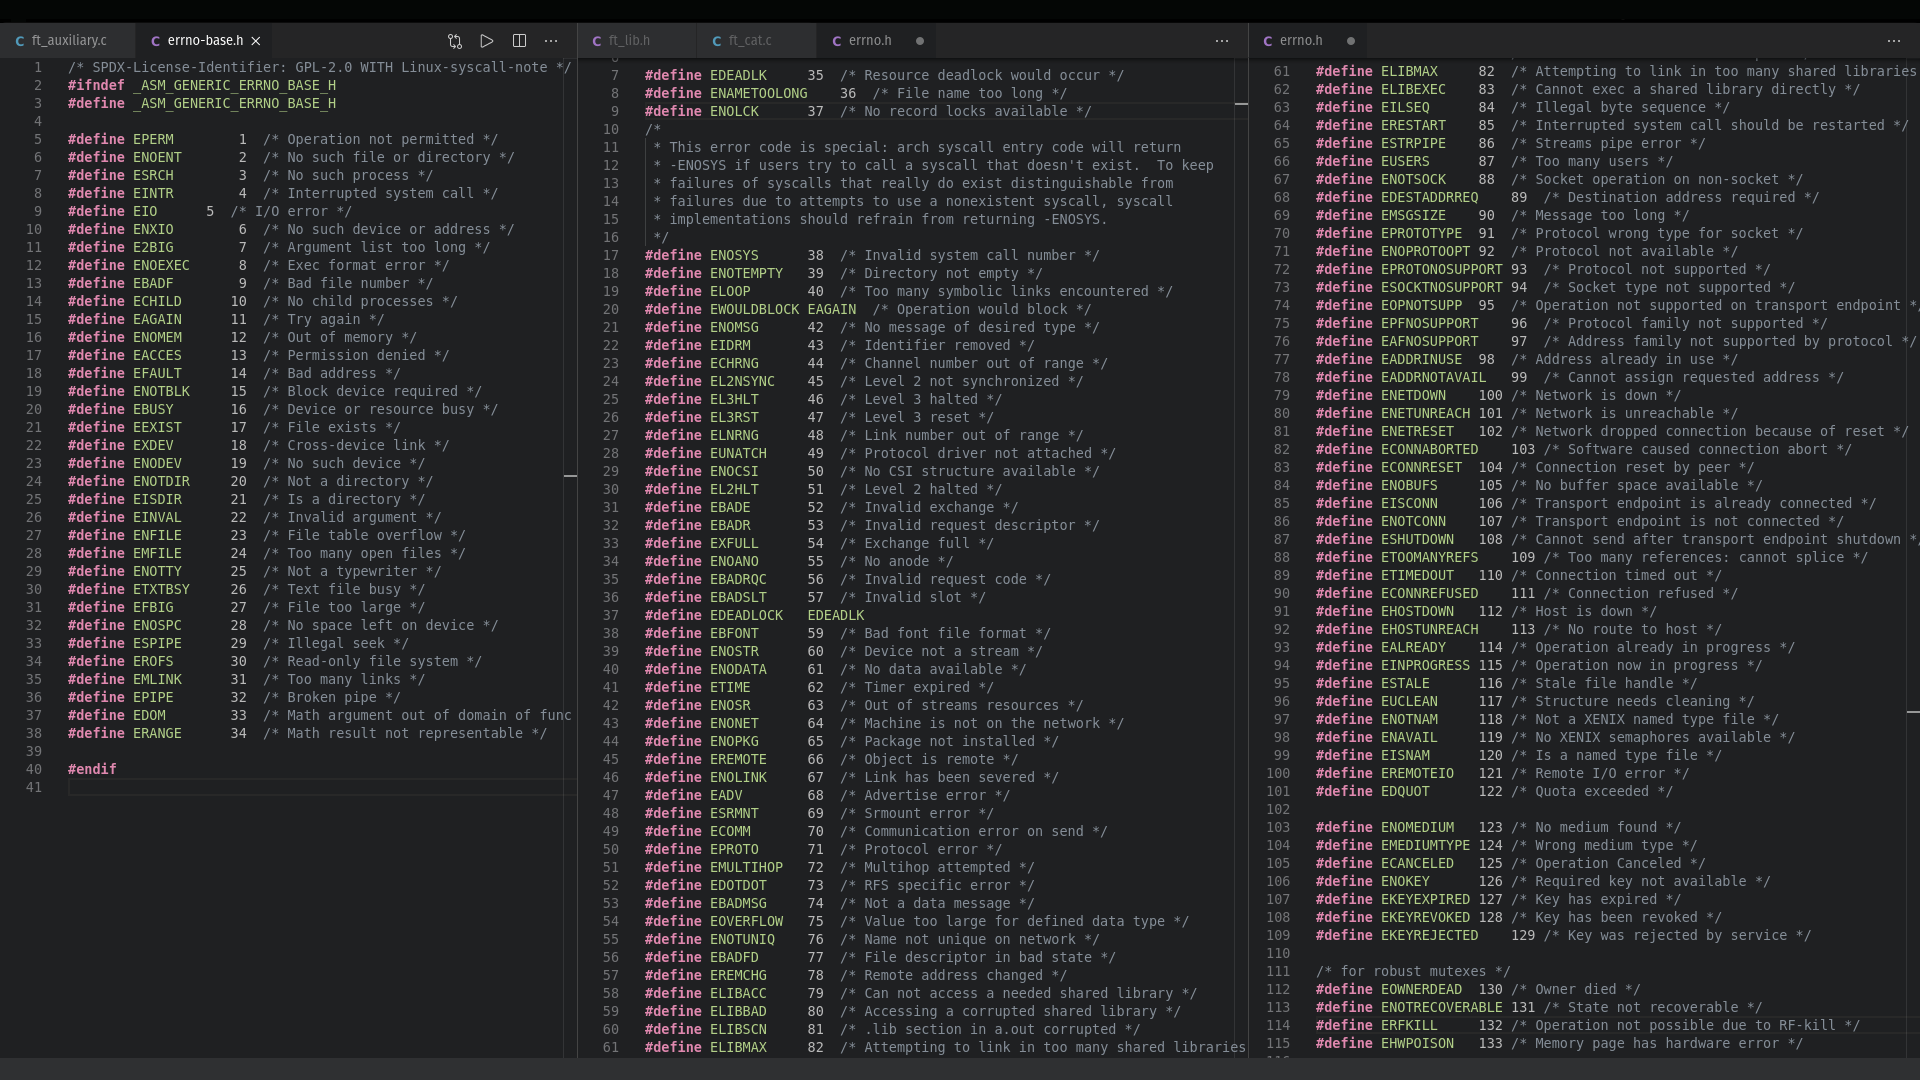 C ft_auxiliary.c
C errno-base.h ×
1 /* SPDX-License-Identifier: GPL-2.0 WITH Linux-syscall-note */
2 #ifndef _ASM_GENERIC_ERRNO_BASE_H
3 #define _ASM_GENERIC_ERRNO_BASE_H
4
5 #define EPERM 1 /* Operation not permitted */
6 #define ENOENT 2 /* No such file or directory */
7 #define ESRCH 3 /* No such process */
8 #define EINTR 4 /* Interrupted system call */
9 #define EIO 5 /* I/O error */
10 #define ENXIO 6 /* No such device or address */
11 #define E2BIG 7 /* Argument list too long */
12 #define ENOEXEC 8 /* Exec format error */
13 #define EBADF 9 /* Bad file number */
14 #define ECHILD 10 /* No child processes */
15 #define EAGAIN 11 /* Try again */
16 #define ENOMEM 12 /* Out of memory */
17 #define EACCES 13 /* Permission denied */
18 #define EFAULT 14 /* Bad address */
19 #define ENOTBLK 15 /* Block device required */
20 #define EBUSY 16 /* Device or resource busy */
21 #define EEXIST 17 /* File exists */
22 #define EXDEV 18 /* Cross-device link */
23 #define ENODEV 19 /* No such device */
24 #define ENOTDIR 20 /* Not a directory */
25 #define EISDIR 21 /* Is a directory */
26 #define EINVAL 22 /* Invalid argument */
27 #define ENFILE 23 /* File table overflow */
28 #define EMFILE 24 /* Too many open files */
29 #define ENOTTY 25 /* Not a typewriter */
30 #define ETXTBSY 26 /* Text file busy */
31 #define EFBIG 27 /* File too large */
32 #define ENOSPC 28 /* No space left on device */
33 #define ESPIPE 29 /* Illegal seek */
34 #define EROFS 30 /* Read-only file system */
35 #define EMLINK 31 /* Too many links */
36 #define EPIPE 32 /* Broken pipe */
37 #define EDOM 33 /* Math argument out of domain of func
38 #define ERANGE 34 /* Math result not representable */
39
40 #endif
41
C ft_lib.h
C ft_cat.c
C errno.h
7 #define EDEADLK 35 /* Resource deadlock would occur */
8 #define ENAMETOOLONG 36 /* File name too long */
9 #define ENOLCK 37 /* No record locks available */
10 /*
11 * This error code is special: arch syscall entry code will return
12 * -ENOSYS if users try to call a syscall that doesn't exist. To keep
13 * failures of syscalls that really do exist distinguishable from
14 * failures due to attempts to use a nonexistent syscall, syscall
15 * implementations should refrain from returning -ENOSYS.
16 */
17 #define ENOSYS 38 /* Invalid system call number */
18 #define ENOTEMPTY 39 /* Directory not empty */
19 #define ELOOP 40 /* Too many symbolic links encountered */
20 #define EWOULDBLOCK EAGAIN /* Operation would block */
21 #define ENOMSG 42 /* No message of desired type */
22 #define EIDRM 43 /* Identifier removed */
23 #define ECHRNG 44 /* Channel number out of range */
24 #define EL2NSYNC 45 /* Level 2 not synchronized */
25 #define EL3HLT 46 /* Level 3 halted */
26 #define EL3RST 47 /* Level 3 reset */
27 #define ELNRNG 48 /* Link number out of range */
28 #define EUNATCH 49 /* Protocol driver not attached */
29 #define ENOCSI 50 /* No CSI structure available */
30 #define EL2HLT 51 /* Level 2 halted */
31 #define EBADE 52 /* Invalid exchange */
32 #define EBADR 53 /* Invalid request descriptor */
33 #define EXFULL 54 /* Exchange full */
34 #define ENOANO 55 /* No anode */
35 #define EBADRQC 56 /* Invalid request code */
36 #define EBADSLT 57 /* Invalid slot */
37 #define EDEADLOCK EDEADLK
38 #define EBFONT 59 /* Bad font file format */
39 #define ENOSTR 60 /* Device not a stream */
40 #define ENODATA 61 /* No data available */
41 #define ETIME 62 /* Timer expired */
42 #define ENOSR 63 /* Out of streams resources */
43 #define ENONET 64 /* Machine is not on the network */
44 #define ENOPKG 65 /* Package not installed */
45 #define EREMOTE 66 /* Object is remote */
46 #define ENOLINK 67 /* Link has been severed */
47 #define EADV 68 /* Advertise error */
48 #define ESRMNT 69 /* Srmount error */
49 #define ECOMM 70 /* Communication error on send */
50 #define EPROTO 71 /* Protocol error */
51 #define EMULTIHOP 72 /* Multihop attempted */
52 #define EDOTDOT 73 /* RFS specific error */
53 #define EBADMSG 74 /* Not a data message */
54 #define EOVERFLOW 75 /* Value too large for defined data type */
55 #define ENOTUNIQ 76 /* Name not unique on network */
56 #define EBADFD 77 /* File descriptor in bad state */
57 #define EREMCHG 78 /* Remote address changed */
58 #define ELIBACC 79 /* Can not access a needed shared library */
59 #define ELIBBAD 80 /* Accessing a corrupted shared library */
60 #define ELIBSCN 81 /* .lib section in a.out corrupted */
61 #define ELIBMAX 82 /* Attempting to link in too many shared libraries
C errno.h
61 #define ELIBMAX 82 /* Attempting to link in too many shared libraries
62 #define ELIBEXEC 83 /* Cannot exec a shared library directly */
63 #define EILSEQ 84 /* Illegal byte sequence */
64 #define ERESTART 85 /* Interrupted system call should be restarted */
65 #define ESTRPIPE 86 /* Streams pipe error */
66 #define EUSERS 87 /* Too many users */
67 #define ENOTSOCK 88 /* Socket operation on non-socket */
68 #define EDESTADDRREQ 89 /* Destination address required */
69 #define EMSGSIZE 90 /* Message too long */
70 #define EPROTOTYPE 91 /* Protocol wrong type for socket */
71 #define ENOPROTOOPT 92 /* Protocol not available */
72 #define EPROTONOSUPPORT 93 /* Protocol not supported */
73 #define ESOCKTNOSUPPORT 94 /* Socket type not supported */
74 #define EOPNOTSUPP 95 /* Operation not supported on transport endpoint *
75 #define EPFNOSUPPORT 96 /* Protocol family not supported */
76 #define EAFNOSUPPORT 97 /* Address family not supported by protocol */
77 #define EADDRINUSE 98 /* Address already in use */
78 #define EADDRNOTAVAIL 99 /* Cannot assign requested address */
79 #define ENETDOWN 100 /* Network is down */
80 #define ENETUNREACH 101 /* Network is unreachable */
81 #define ENETRESET 102 /* Network dropped connection because of reset */
82 #define ECONNABORTED 103 /* Software caused connection abort */
83 #define ECONNRESET 104 /* Connection reset by peer */
84 #define ENOBUFS 105 /* No buffer space available */
85 #define EISCONN 106 /* Transport endpoint is already connected */
86 #define ENOTCONN 107 /* Transport endpoint is not connected */
87 #define ESHUTDOWN 108 /* Cannot send after transport endpoint shutdown */
88 #define ETOOMANYREFS 109 /* Too many references: cannot splice */
89 #define ETIMEDOUT 110 /* Connection timed out */
90 #define ECONNREFUSED 111 /* Connection refused */
91 #define EHOSTDOWN 112 /* Host is down */
92 #define EHOSTUNREACH 113 /* No route to host */
93 #define EALREADY 114 /* Operation already in progress */
94 #define EINPROGRESS 115 /* Operation now in progress */
95 #define ESTALE 116 /* Stale file handle */
96 #define EUCLEAN 117 /* Structure needs cleaning */
97 #define ENOTNAM 118 /* Not a XENIX named type file */
98 #define ENAVAIL 119 /* No XENIX semaphores available */
99 #define EISNAM 120 /* Is a named type file */
100 #define EREMOTEIO 121 /* Remote I/O error */
101 #define EDQUOT 122 /* Quota exceeded */
102
103 #define ENOMEDIUM 123 /* No medium found */
104 #define EMEDIUMTYPE 124 /* Wrong medium type */
105 #define ECANCELED 125 /* Operation Canceled */
106 #define ENOKEY 126 /* Required key not available */
107 #define EKEYEXPIRED 127 /* Key has expired */
108 #define EKEYREVOKED 128 /* Key has been revoked */
109 #define EKEYREJECTED 129 /* Key was rejected by service */
110
111 /* for robust mutexes */
112 #define EOWNERDEAD 130 /* Owner died */
113 #define ENOTRECOVERABLE 131 /* State not recoverable */
114 #define ERFKILL 132 /* Operation not possible due to RF-kill */
115 #define EHWPOISON 133 /* Memory page has hardware error */